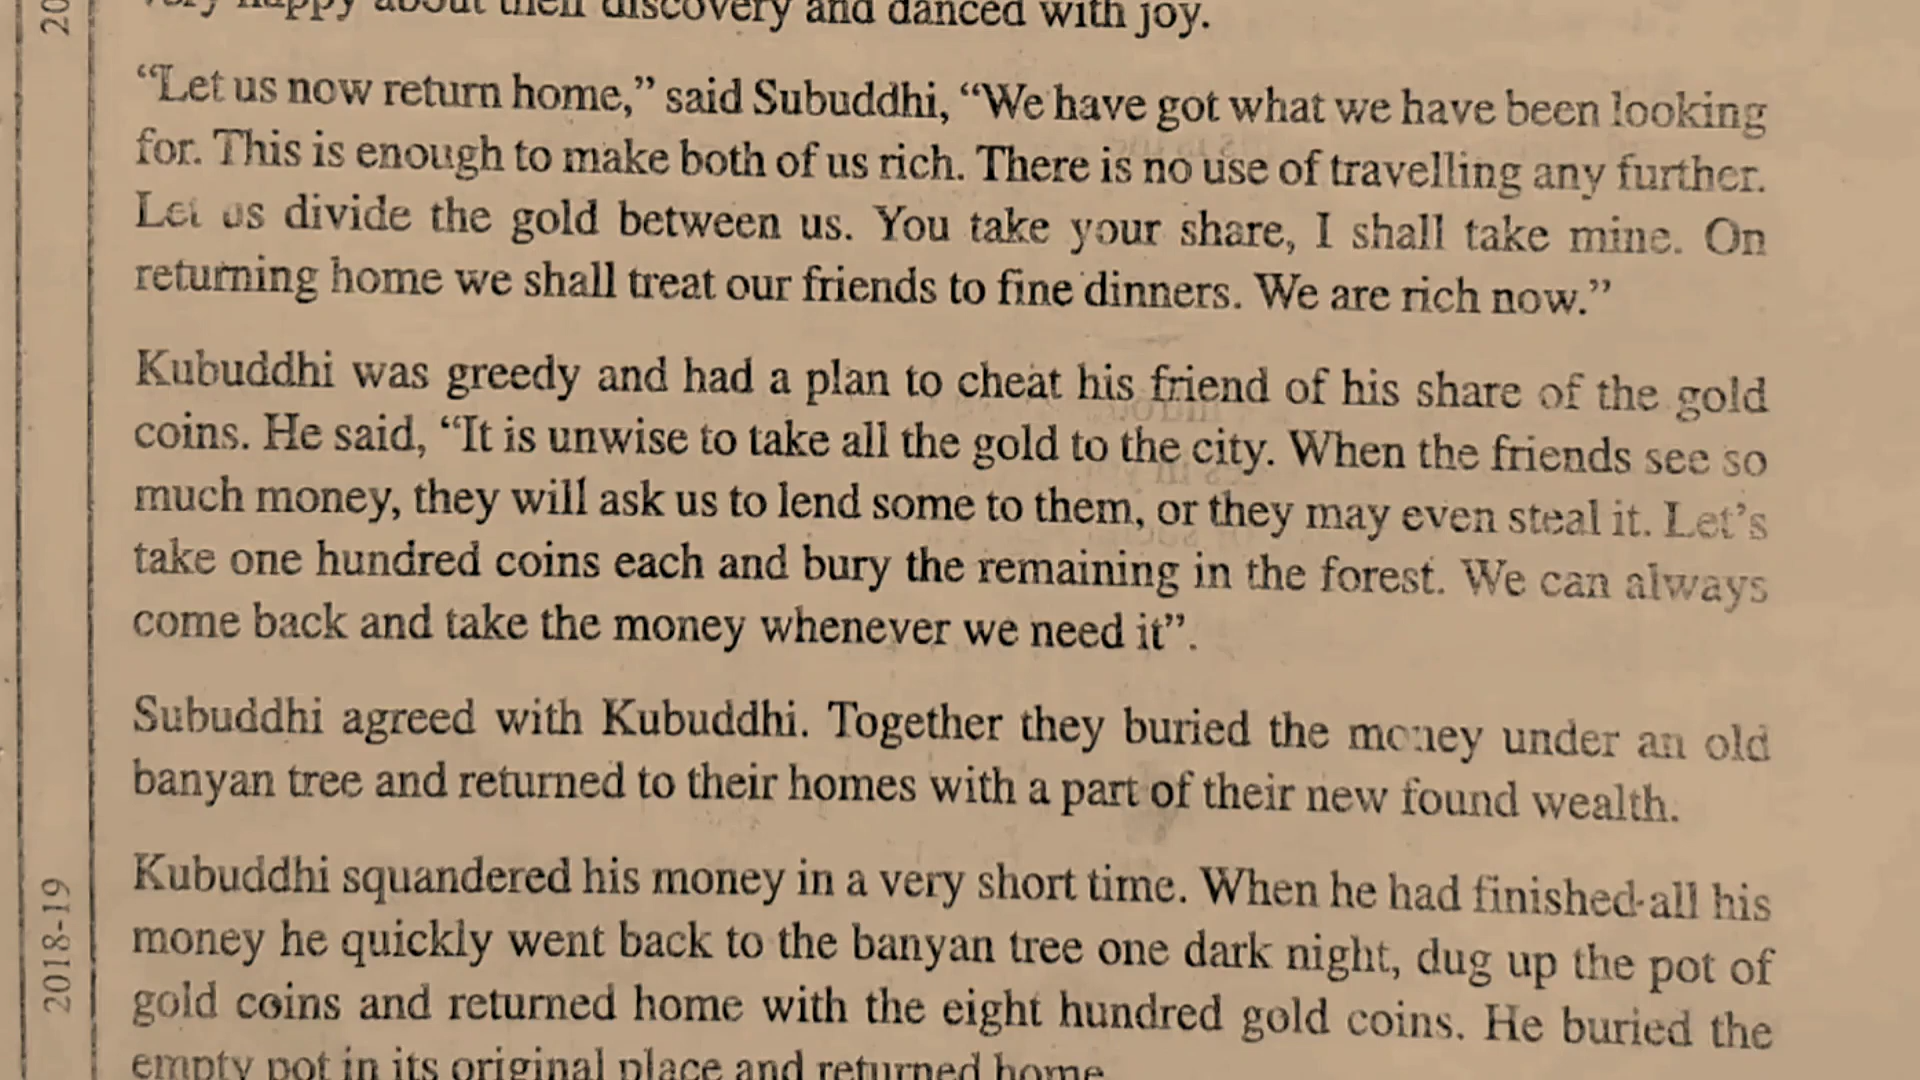 very happy about their discovery and danced with joy.
“Let us now return home,” said Subuddhi, “We have got what we have been looking
for. This is enough to make both of us rich. There is no use of travelling any further.
Let us divide the gold between us. You take your share, I shall take mine. On
returning home we shall treat our friends to fine dinners. We are rich now.”
Kubuddhi was greedy and had a plan to cheat his friend of his share of the gold
coins. He said, “It is unwise to take all the gold to the city. When the friends see so
much money, they will ask us to lend some to them, or they may even steal it. Let’s
take one hundred coins each and bury the remaining in the forest. We can always
come back and take the money whenever we need it”.
Subuddhi agreed with Kubuddhi. Together they buried the money under an old
banyan tree and returned to their homes with a part of their new found wealth.
Kubuddhi squandered his money in a very short time. When he had finished all his
money he quickly went back to the banyan tree one dark night, dug up the pot of
gold coins and returned home with the eight hundred gold coins. He buried the
empty pot in its original place and returned home.
20
2018-19